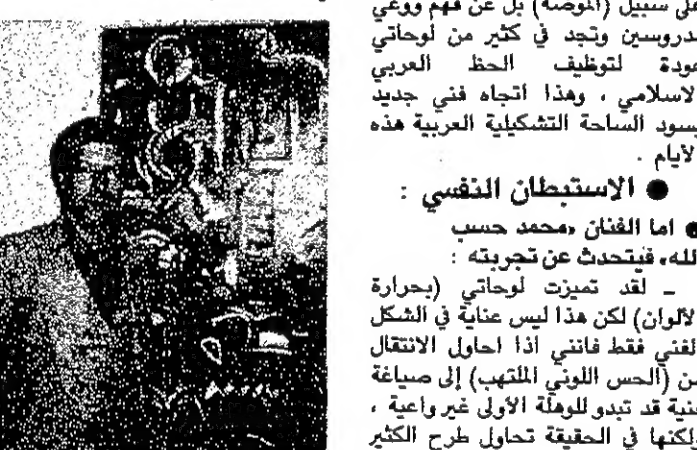 على سبيل (الموضة) بل عن فهم ووعي
مدروسين وتجد في كثير من لوحاتي
عودة لتوظيف الحظ العربي
الاسلامي ، وهذا اتجاه فني جديد
يسود الساحة التشكيلية العربية هذه
الأيام .
● الاستبطان النفسي :
● اما الفنان «محمد حسب
الله» فيتحدث عن تجربته :
ـ لقد تميزت لوحاتي (بحرارة
الألوان) لكن هذا ليس عناية في الشكل
الفني فقط فانني اذا احاول الانتقال
من (الحس اللوني الملتهب) إلى صياغة
فنية قد تبدو للوهلة الأولى غير واعية ،
ولكنها في الحقيقة تحاول طرح الكثير